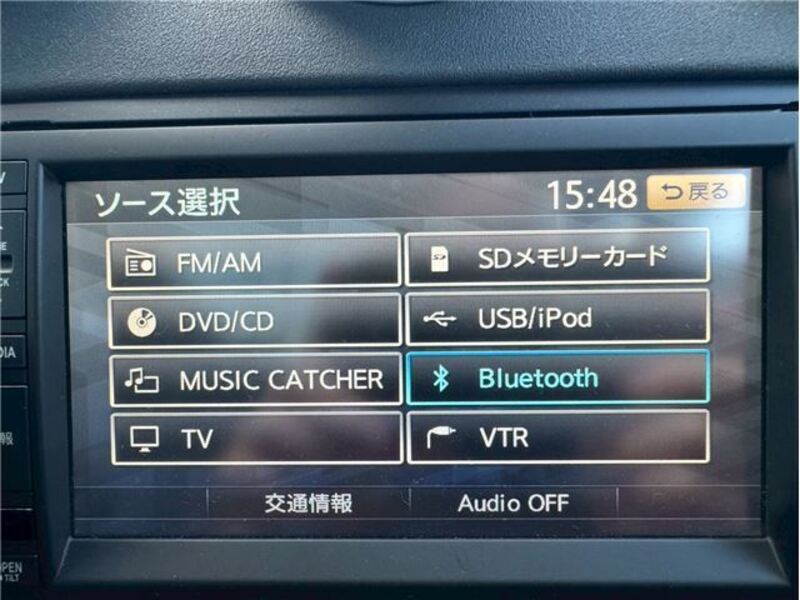 ソース選択 15:48 戻る
FM/AM SDメモリーカード
DVD/CD USB/iPod
MUSIC CATCHER Bluetooth
TV VTR
交通情報 Audio OFF